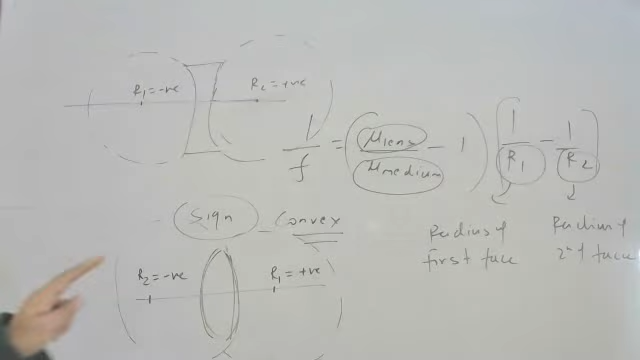 R₁ = -ve
R₂ = +ve
1/f = (μlens/μmedium - 1) [1/R₁ - 1/R₂]
Sign - Convex
Radius of first face
Radius of 2nd face
R₂ = -ve
R₁ = +ve